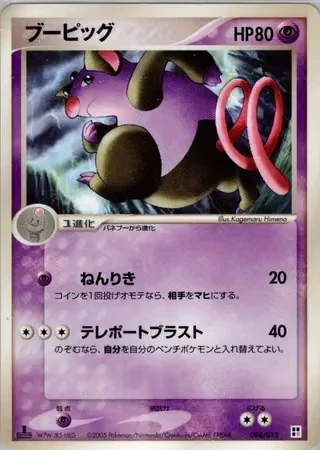 ブーピッグ HP80
Illus.Kagemaru Himeno
1進化
バネブーから進化
ねんりき 20
コインを1回投げオモテなら、相手をマヒにする。
テレポートブラスト 40
のぞむなら、自分を自分のベンチポケモンと入れ替えてよい。
弱点 抵抗力 にげる
©2005 Pokémon/Nintendo/Creatures/GAME FREAK